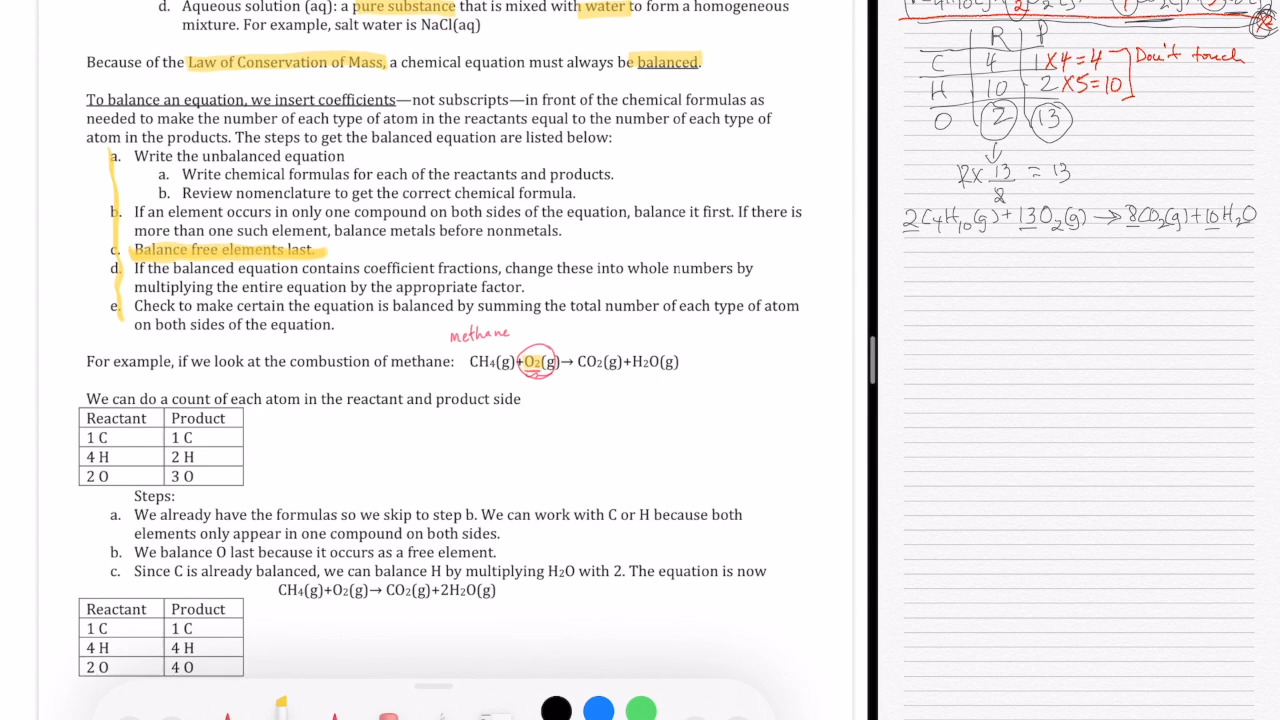 d. Aqueous solution (aq): a pure substance that is mixed with water to form a homogeneous
mixture. For example, salt water is NaCl(aq)
Because of the Law of Conservation of Mass, a chemical equation must always be balanced.
To balance an equation, we insert coefficients—not subscripts—in front of the chemical formulas as
needed to make the number of each type of atom in the reactants equal to the number of each type of
atom in the products. The steps to get the balanced equation are listed below:
a. Write the unbalanced equation
a. Write chemical formulas for each of the reactants and products.
b. Review nomenclature to get the correct chemical formula.
b. If an element occurs in only one compound on both sides of the equation, balance it first. If there is
more than one such element, balance metals before nonmetals.
c. Balance free elements last.
d. If the balanced equation contains coefficient fractions, change these into whole numbers by
multiplying the entire equation by the appropriate factor.
e. Check to make certain the equation is balanced by summing the total number of each type of atom
on both sides of the equation.
methane
For example, if we look at the combustion of methane: CH4(g)+O2(g)→ CO2(g)+H2O(g)
We can do a count of each atom in the reactant and product side
Reactant Product
1 C 1 C
4 H 2 H
2 O 3 O
Steps:
a. We already have the formulas so we skip to step b. We can work with C or H because both
elements only appear in one compound on both sides.
b. We balance O last because it occurs as a free element.
c. Since C is already balanced, we can balance H by multiplying H2O with 2. The equation is now
CH4(g)+O2(g)→ CO2(g)+2H2O(g)
Reactant Product
1 C 1 C
4 H 4 H
2 O 4 O
R P
C 4 1 x4=4 Don't touch
H 10 2 x5=10
O 2 13
2x 13/2 = 13
2C4H10(g)+13O2(g)→8CO2(g)+10H2O